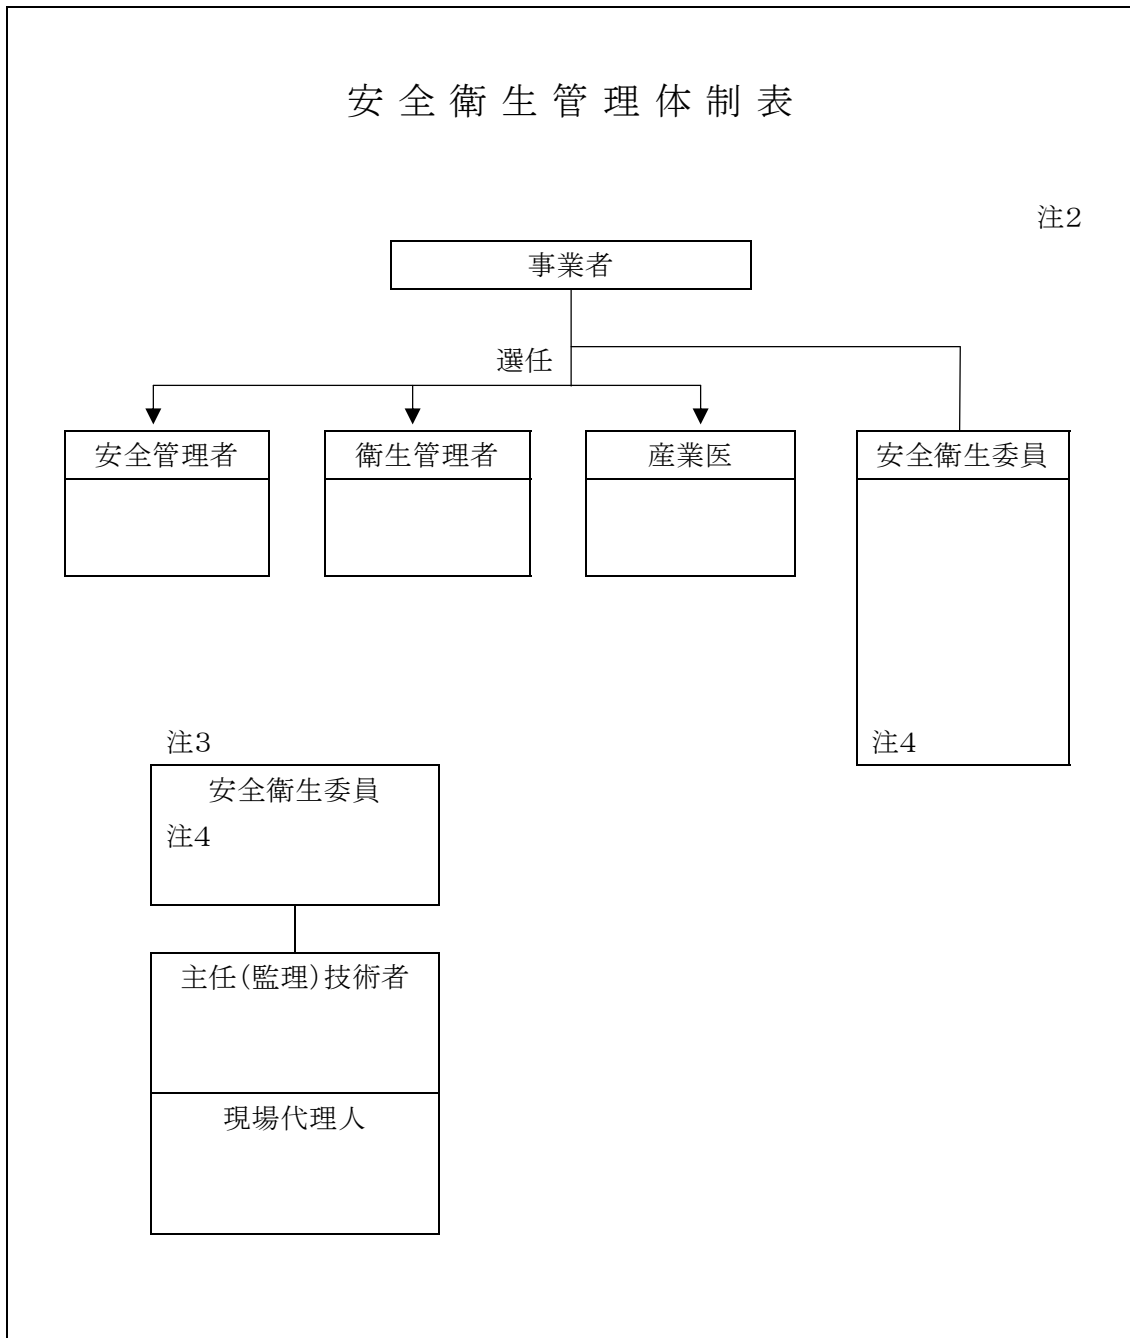 安全衛生管理体制表
注2
事業者
選任
安全管理者
衛生管理者
産業医
安全衛生委員
注4
注3
安全衛生委員
注4
主任(監理)技術者
現場代理人